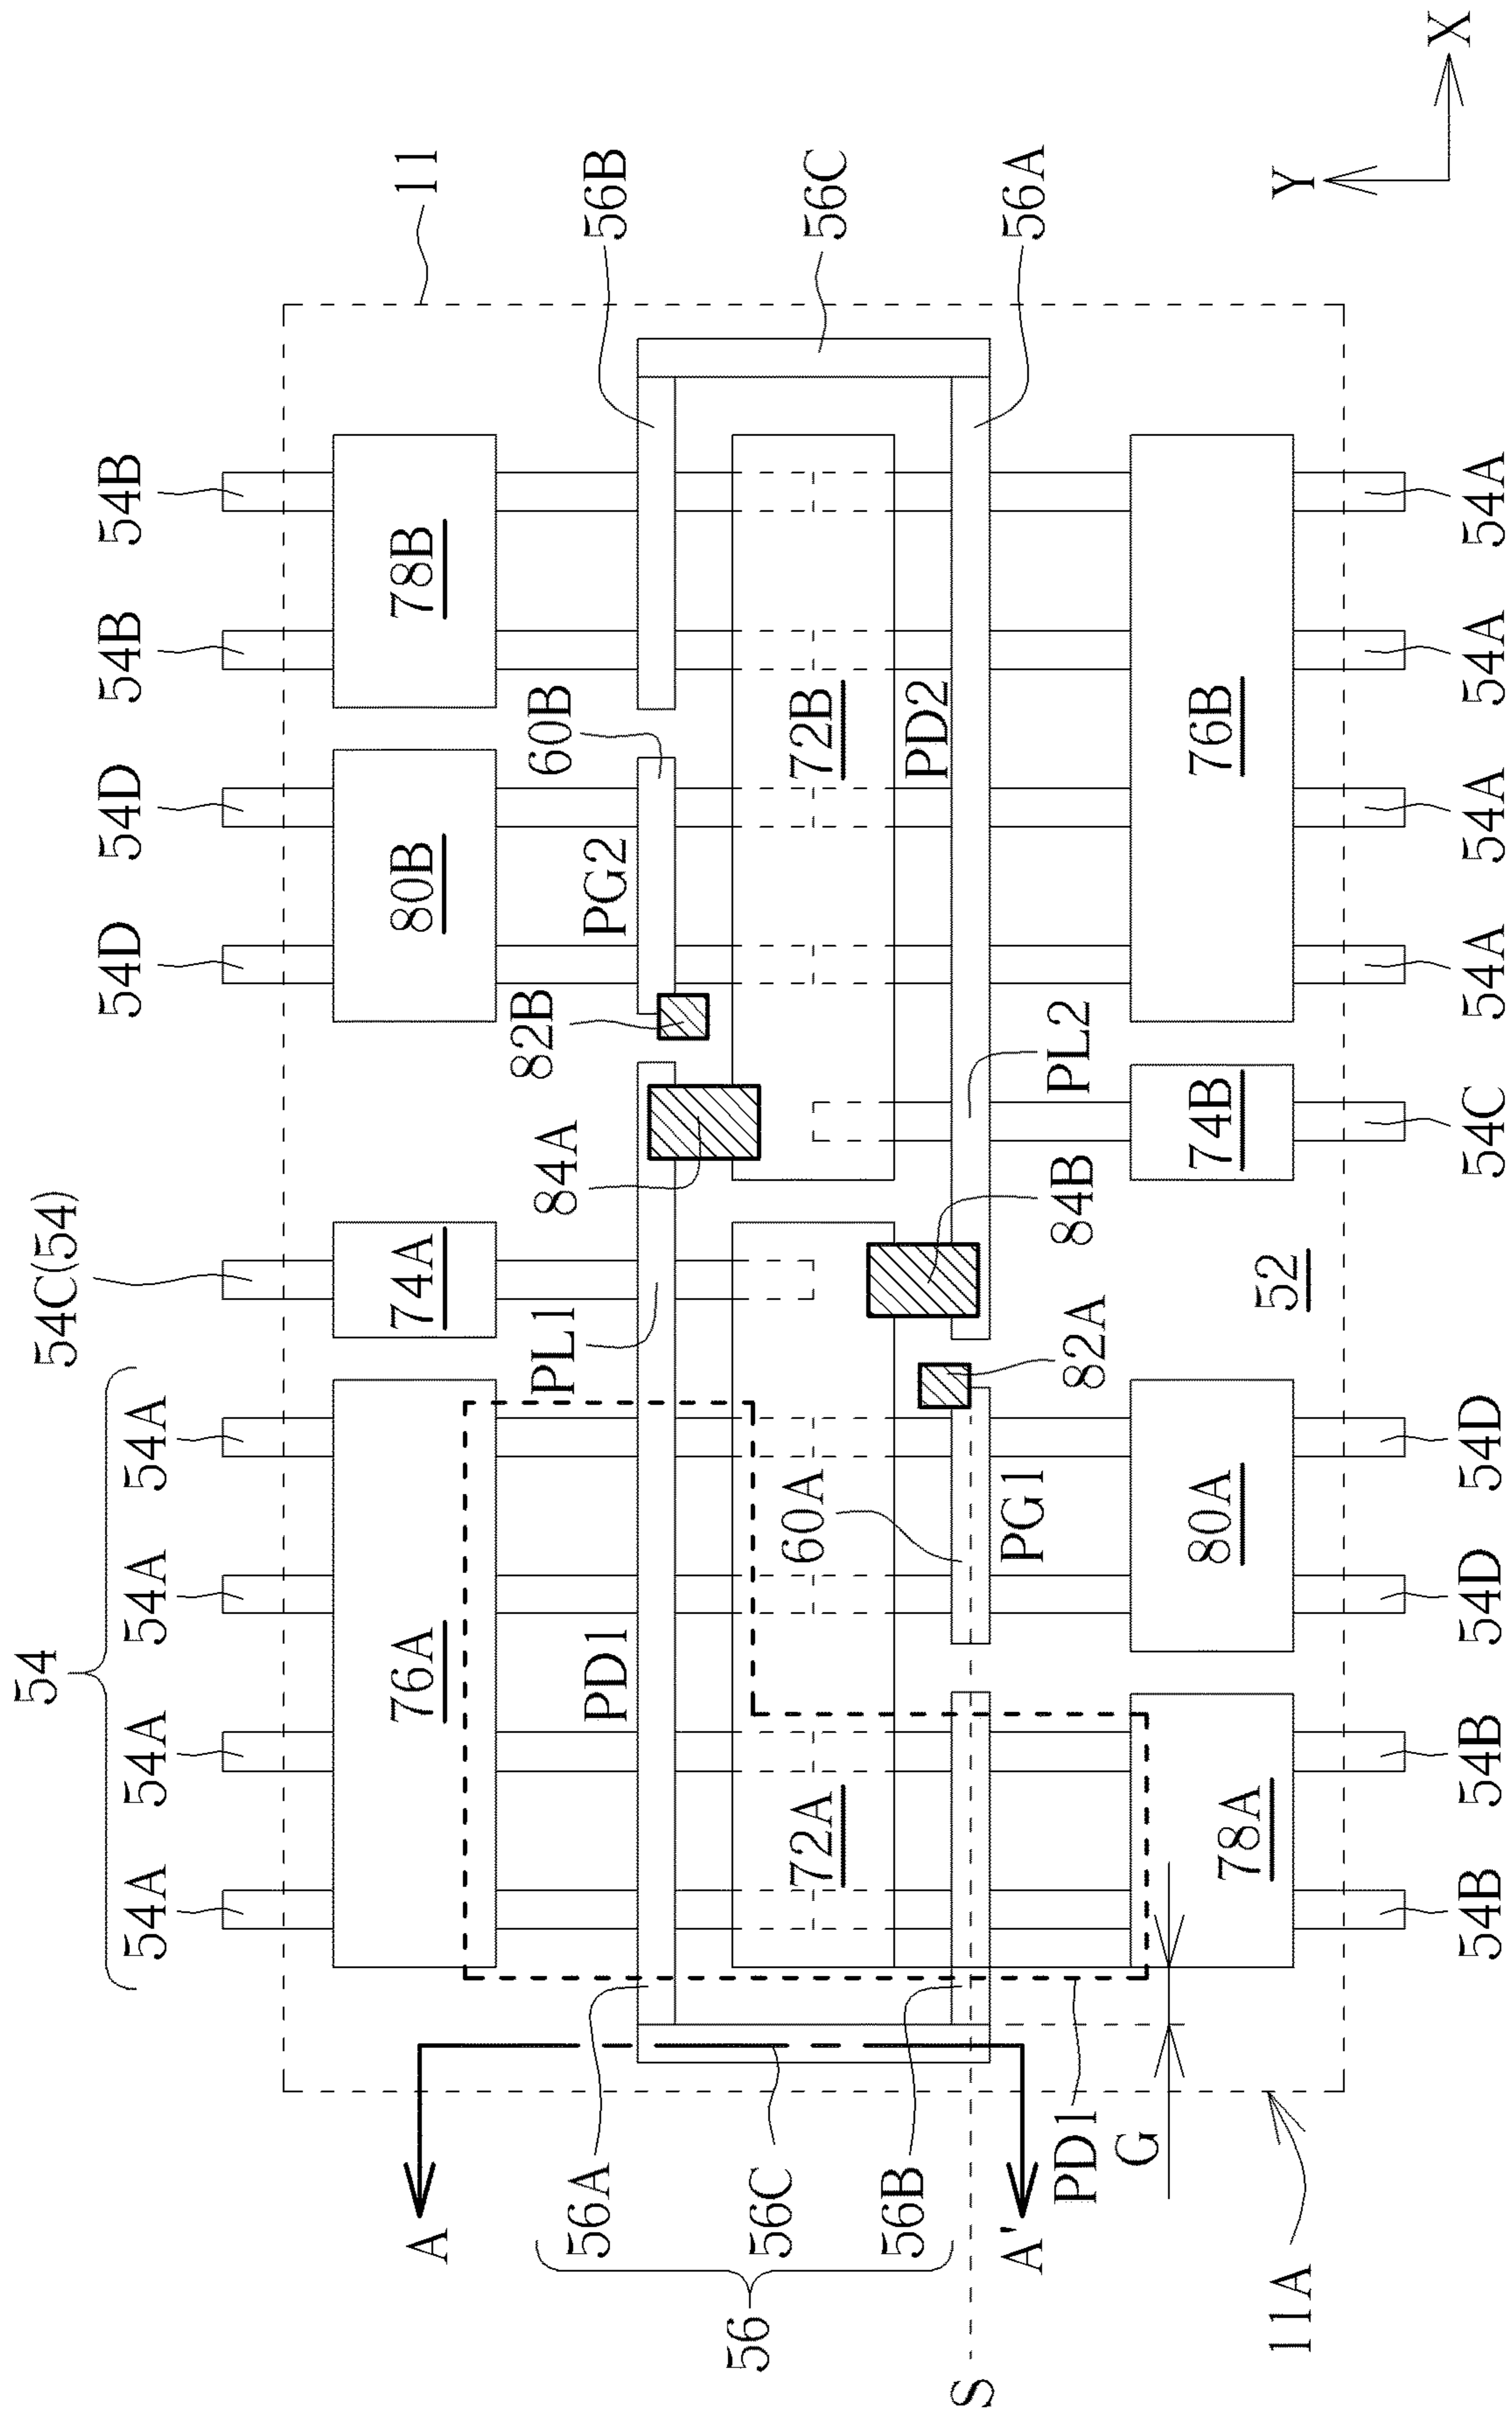 54
54C(54)
54A 54A 54A 54A 54D 54D 54B 54B
A 76A 74A 80B 78B 11
PL1 84A 82B 60B
56A PD1 PG2 56B
56 56C
72A 60A 72B 56C
56B PD2
S
A' PG1 56A
PD1 82A 84B PL2
G
78A 80A 74B 76B
11A 52 Y
X
54B 54B 54D 54D 54C 54A 54A 54A 54A